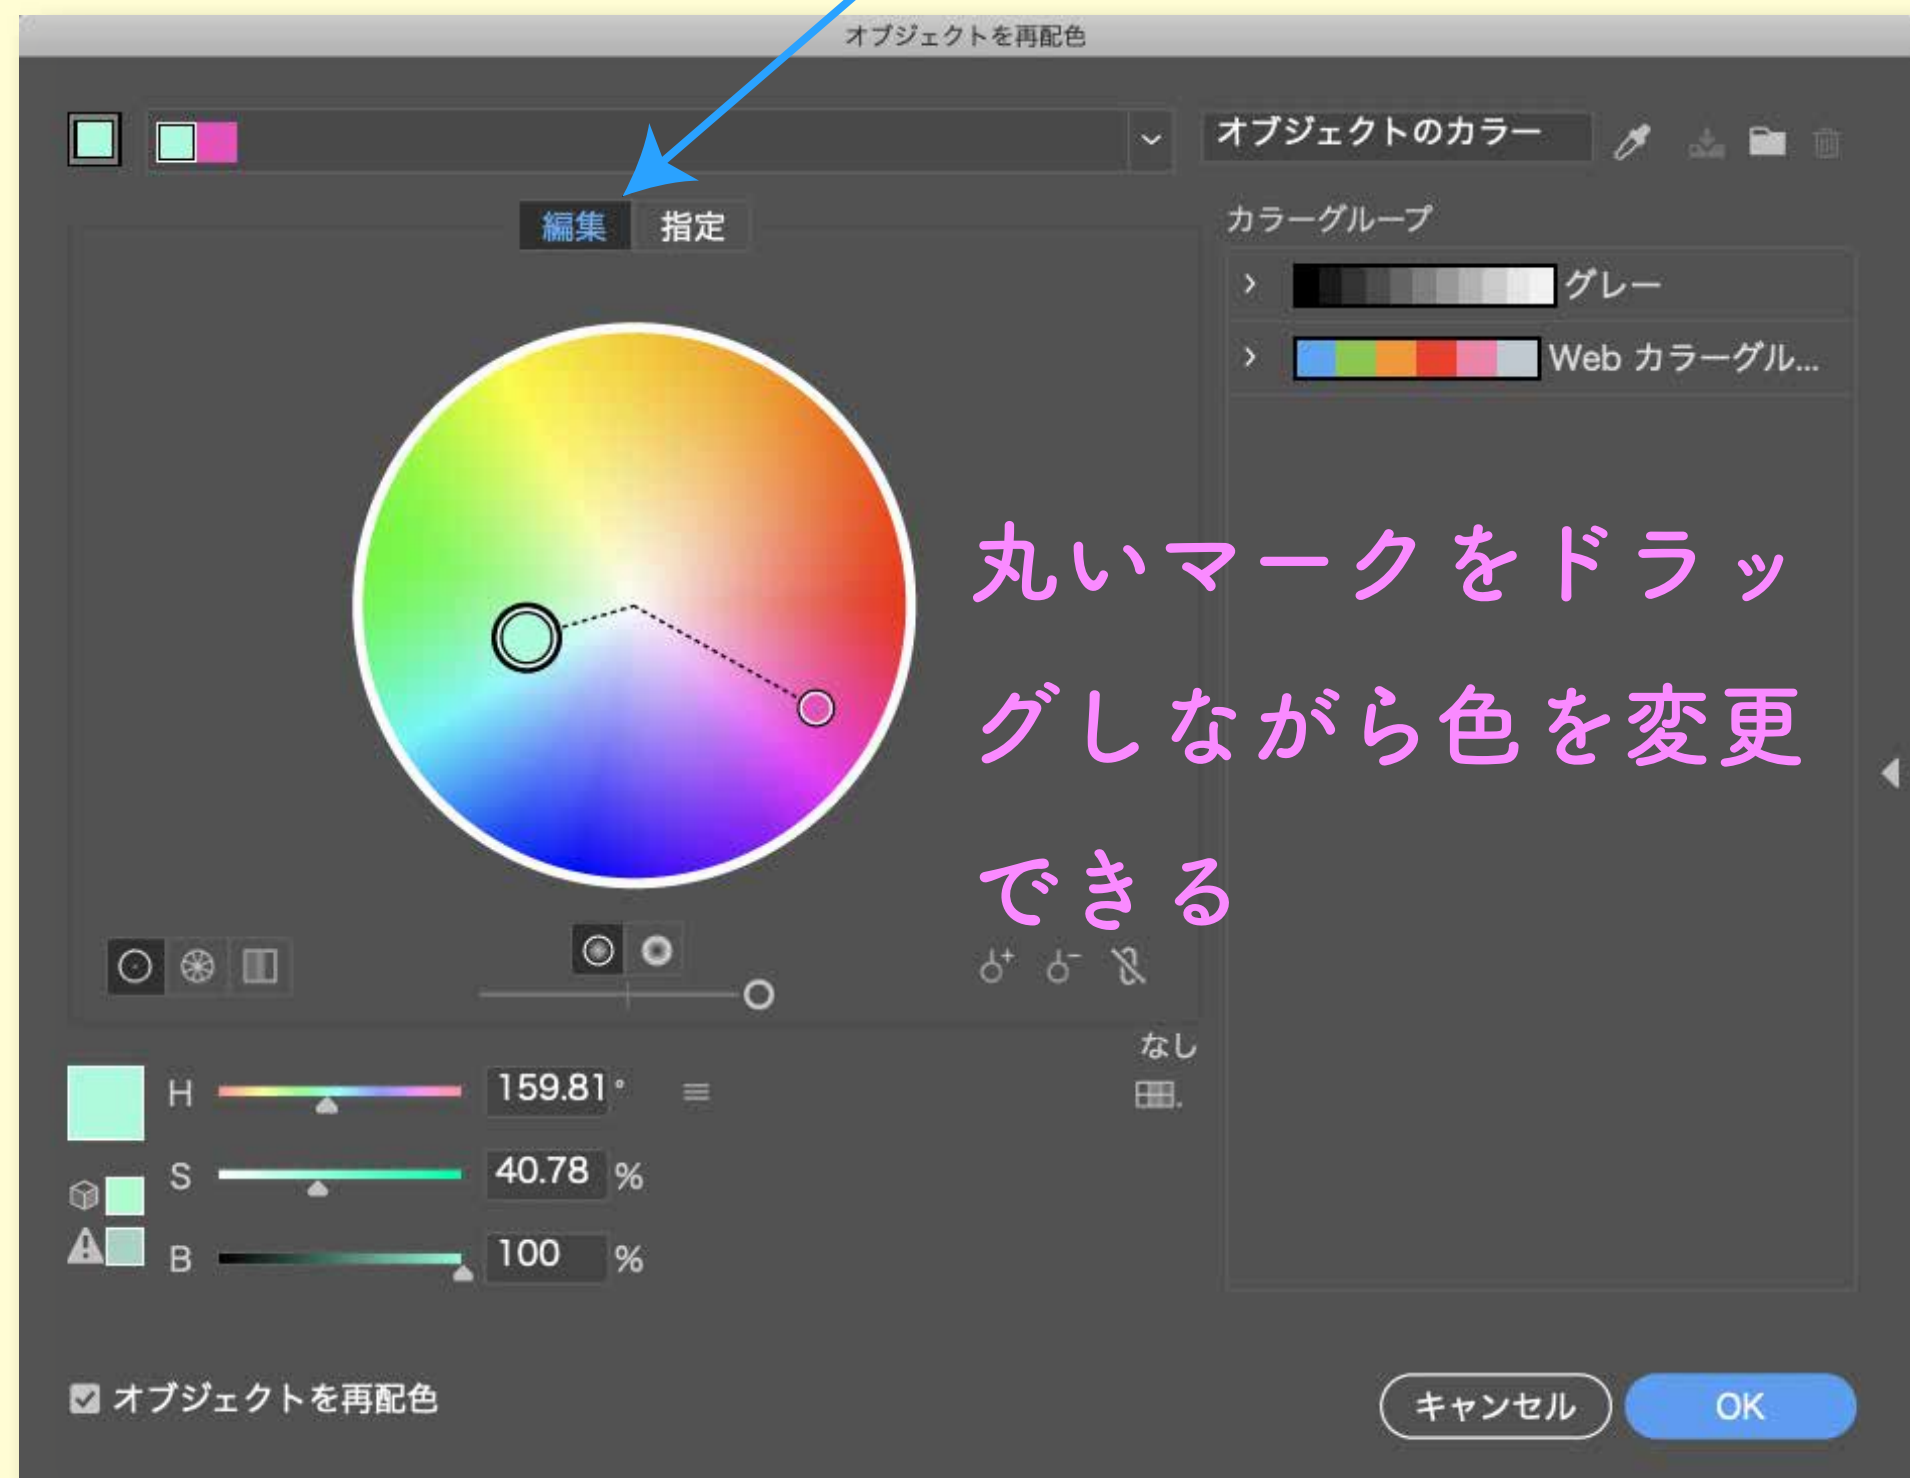 オブジェクトを再配色
オブジェクトのカラー
編集 指定
カラーグループ
グレー
Web カラーグル...
丸いマークをドラッ
グしながら色を変更
できる
なし
H 159.81°
S 40.78 %
B 100 %
オブジェクトを再配色
キャンセル OK